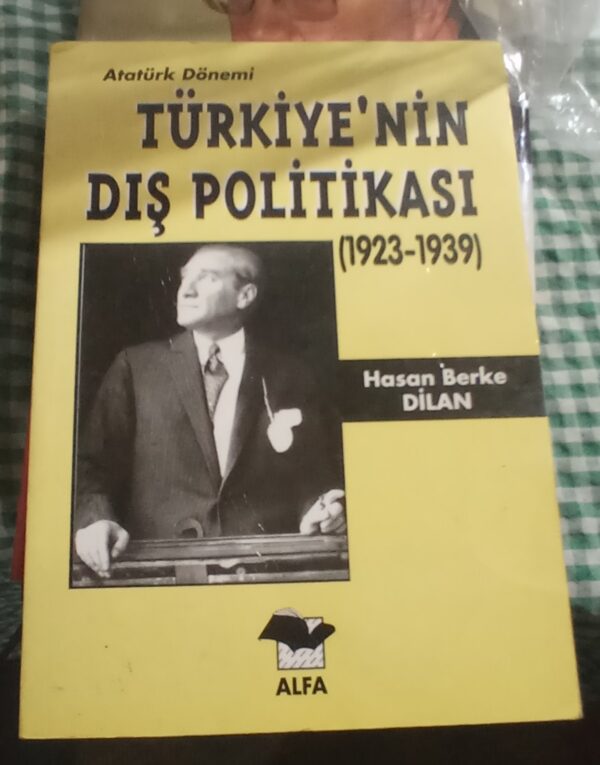 Atatürk Dönemi
TÜRKİYE'NİN
DIŞ POLİTİKASI
(1923-1939)
Hasan Berke
DİLAN
ALFA